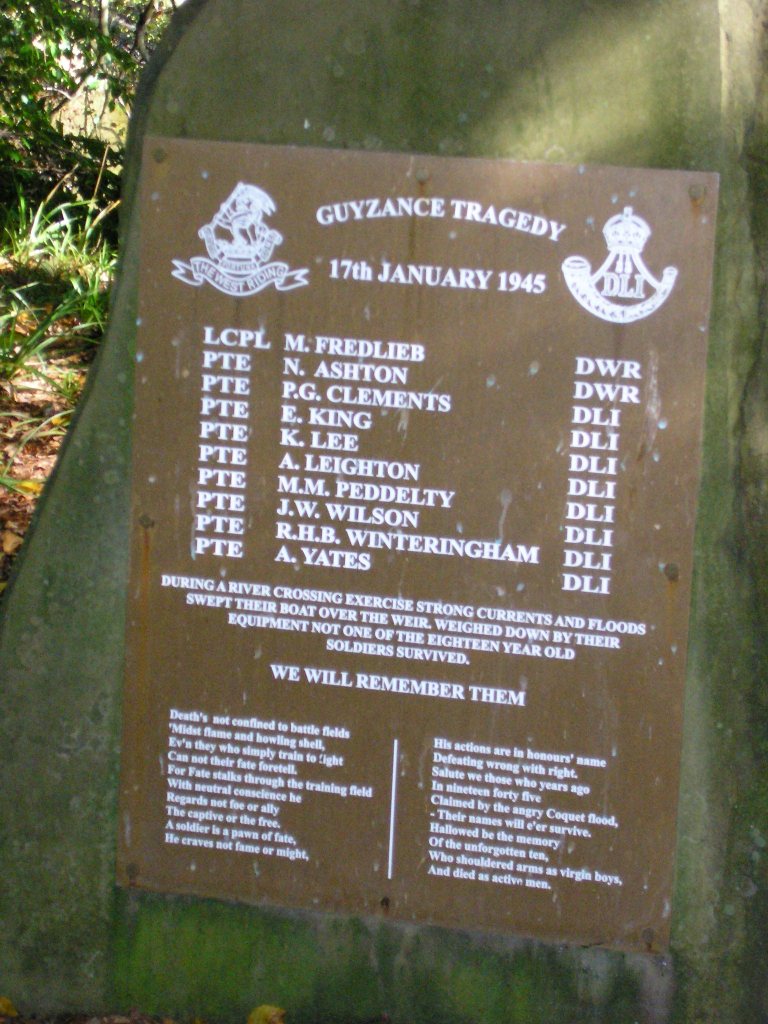 GUYZANCE TRAGEDY
17th JANUARY 1945
THE WEST RIDING
DLI
LCPL M. FREDLIEB DWR
PTE N. ASHTON DWR
PTE P.G. CLEMENTS DLI
PTE E. KING DLI
PTE K. LEE DLI
PTE A. LEIGHTON DLI
PTE M.M. PEDDELTY DLI
PTE J.W. WILSON DLI
PTE R.H.B. WINTERINGHAM DLI
PTE A. YATES DLI
DURING A RIVER CROSSING EXERCISE STRONG CURRENTS AND FLOODS
SWEPT THEIR BOAT OVER THE WEIR. WEIGHED DOWN BY THEIR
EQUIPMENT NOT ONE OF THE EIGHTEEN YEAR OLD
SOLDIERS SURVIVED.
WE WILL REMEMBER THEM
Death's not confined to battle fields
'Midst flame and howling shell,
Ev'n they who simply train to fight
Can not their fate foretell.
For Fate stalks through the training field
With neutral conscience he
Regards not foe or ally
The captive or the free.
A soldier is a pawn of fate,
He craves not fame or might,
His actions are in honours' name
Defeating wrong with right.
Salute we those who years ago
In nineteen forty five
Claimed by the angry Coquet flood,
- Their names will e'er survive.
Hallowed be the memory
Of the unforgotten ten,
Who shouldered arms as virgin boys,
And died as active men.